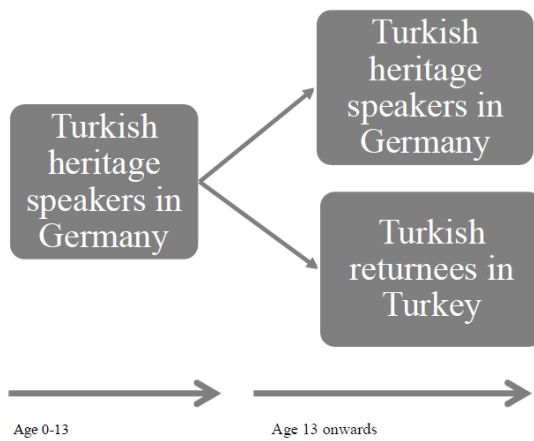 Turkish
heritage
speakers in
Germany
Turkish
heritage
speakers in
Germany
Turkish
returnees in
Turkey
Age 0-13
Age 13 onwards